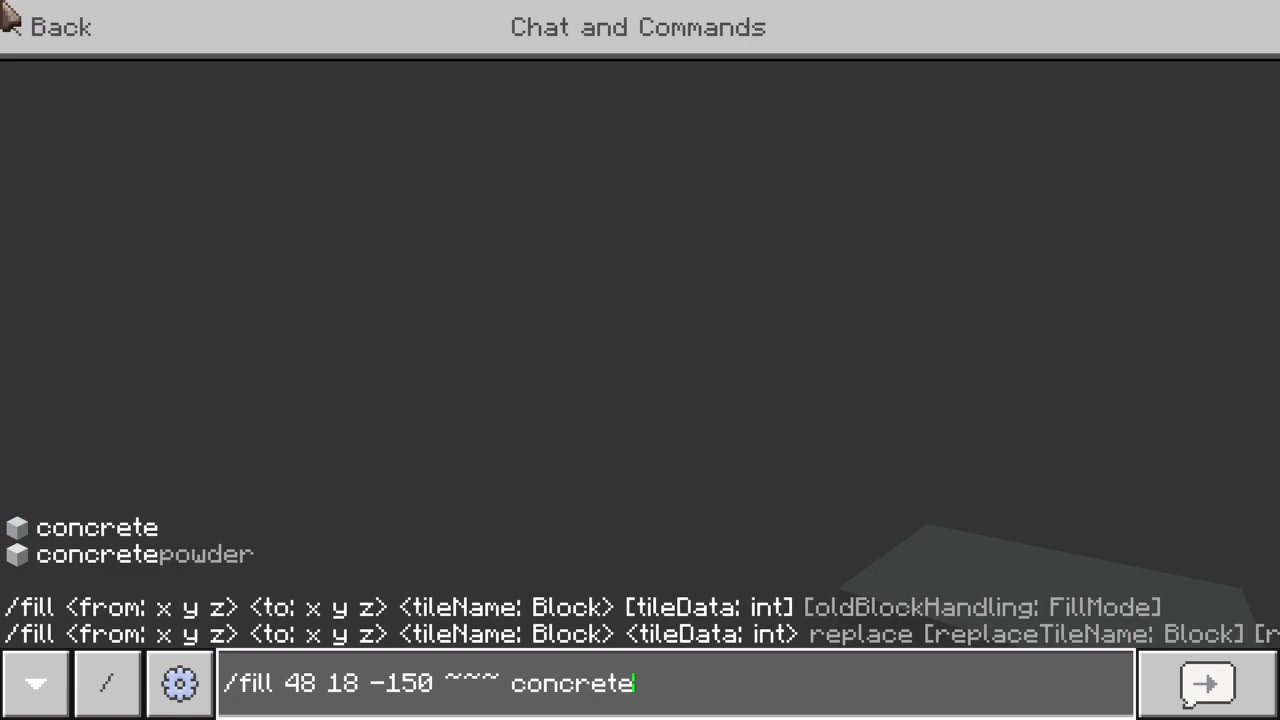 Back
Chat and Commands
concrete
concretepowder
/fill <from: x y z> <to: x y z> <tileName: Block> [tileData: int] [oldBlockHandling: FillMode]
/fill <from: x y z> <to: x y z> <tileName: Block> <tileData: int> replace [replaceTileName: Block] [r
/ /fill 48 18 -150 ~~~ concrete